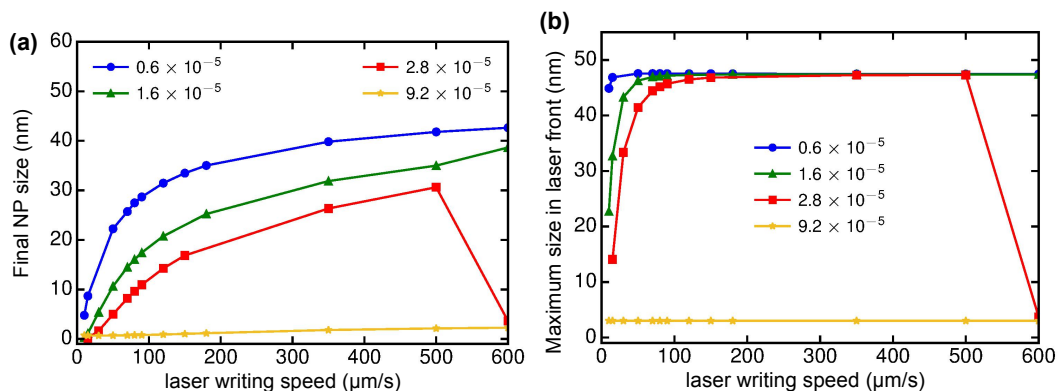 (a)
Final NP size (nm)
60
50
40
30
20
10
0
0.6 × 10⁻⁵
1.6 × 10⁻⁵
2.8 × 10⁻⁵
9.2 × 10⁻⁵
0 100 200 300 400 500 600
laser writing speed (μm/s)
(b)
Maximum size in laser front (nm)
50
40
30
20
10
0
0.6 × 10⁻⁵
1.6 × 10⁻⁵
2.8 × 10⁻⁵
9.2 × 10⁻⁵
0 100 200 300 400 500 600
laser writing speed (μm/s)